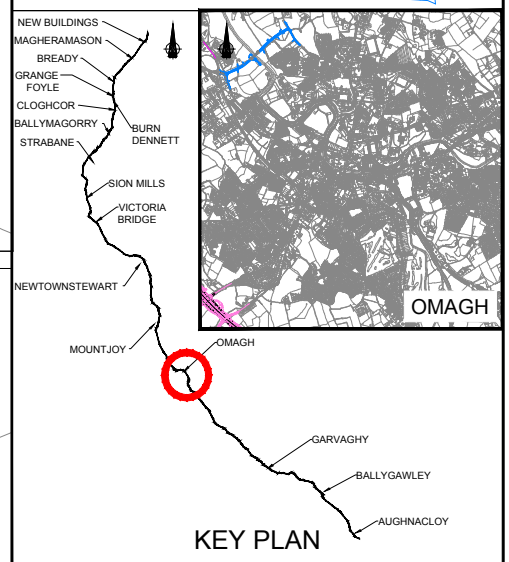 NEW BUILDINGS
MAGHERAMASON
BREADY
GRANGE
FOYLE
CLOGHCOR
BURN
DENNETT
BALLYMAGORRY
STRABANE
SION MILLS
VICTORIA
BRIDGE
NEWTOWNSTEWART
OMAGH
MOUNTJOY
OMAGH
GARVAGHY
BALLYGAWLEY
AUGHNACLOY
KEY PLAN